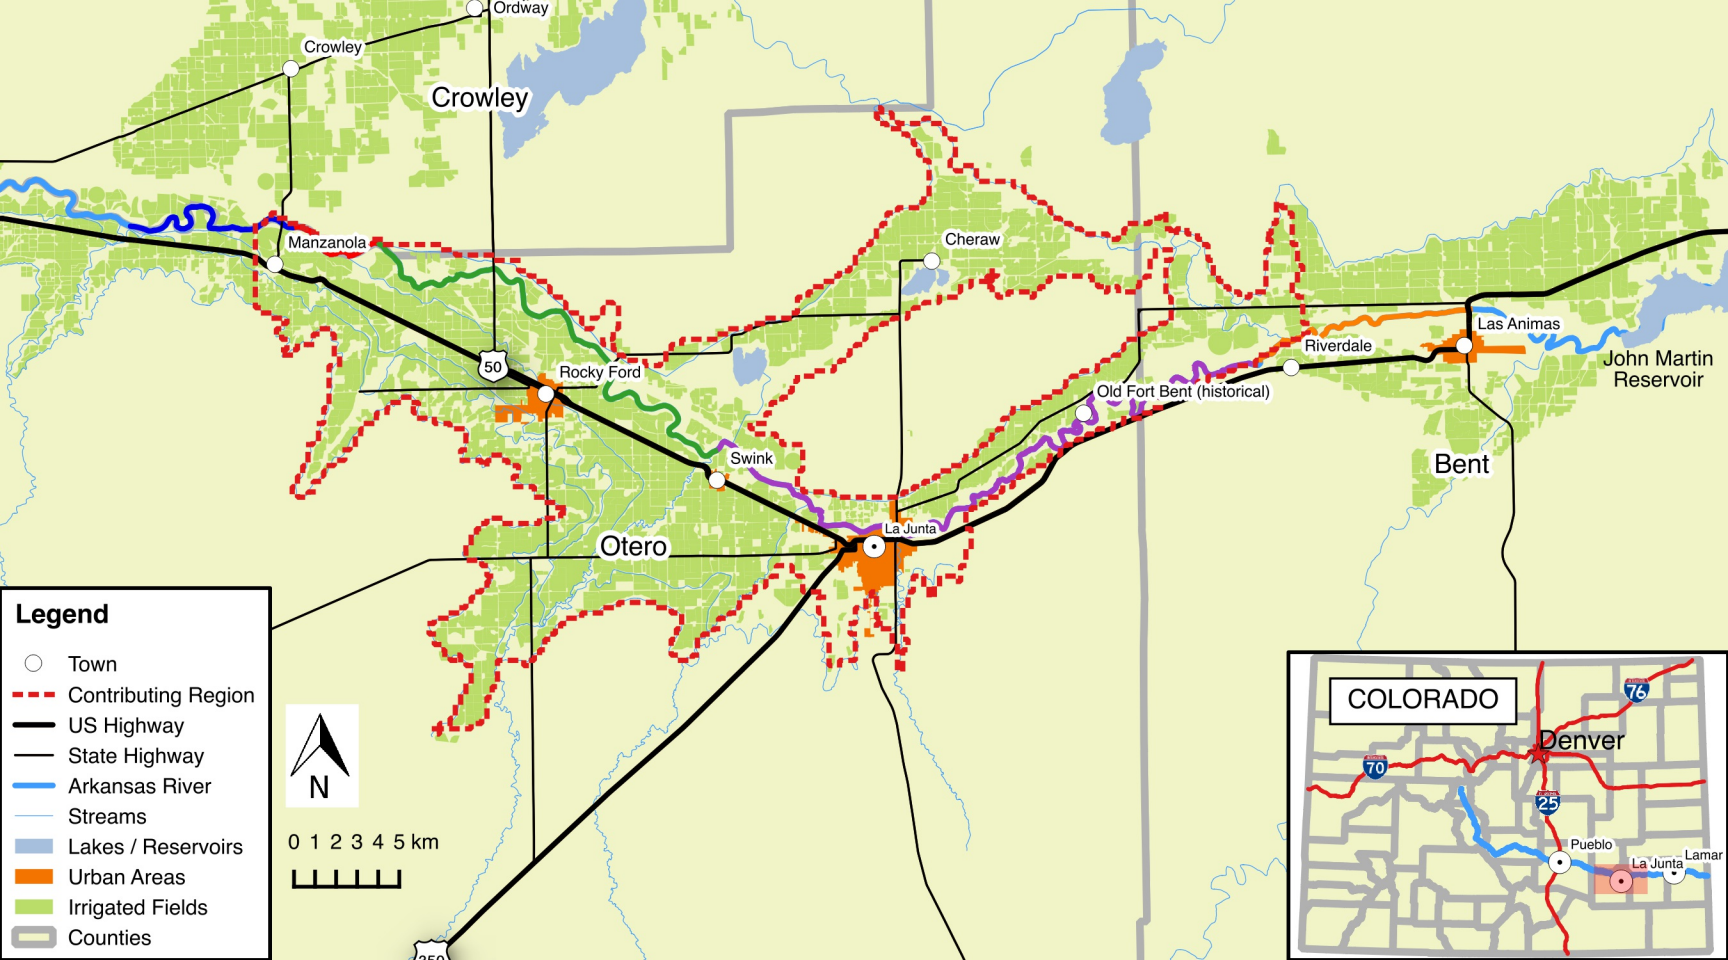 Ordway
Crowley
Crowley
Manzanola
Cheraw
Las Animas
Riverdale
John Martin
Reservoir
50
Rocky Ford
Old Fort Bent (historical)
Swink
Bent
La Junta
Otero
350
Legend
Town
Contributing Region
US Highway
State Highway
Arkansas River
Streams
Lakes / Reservoirs
Urban Areas
Irrigated Fields
Counties
N
0 1 2 3 4 5 km
COLORADO
76
Denver
70
25
Pueblo
La Junta
Lamar